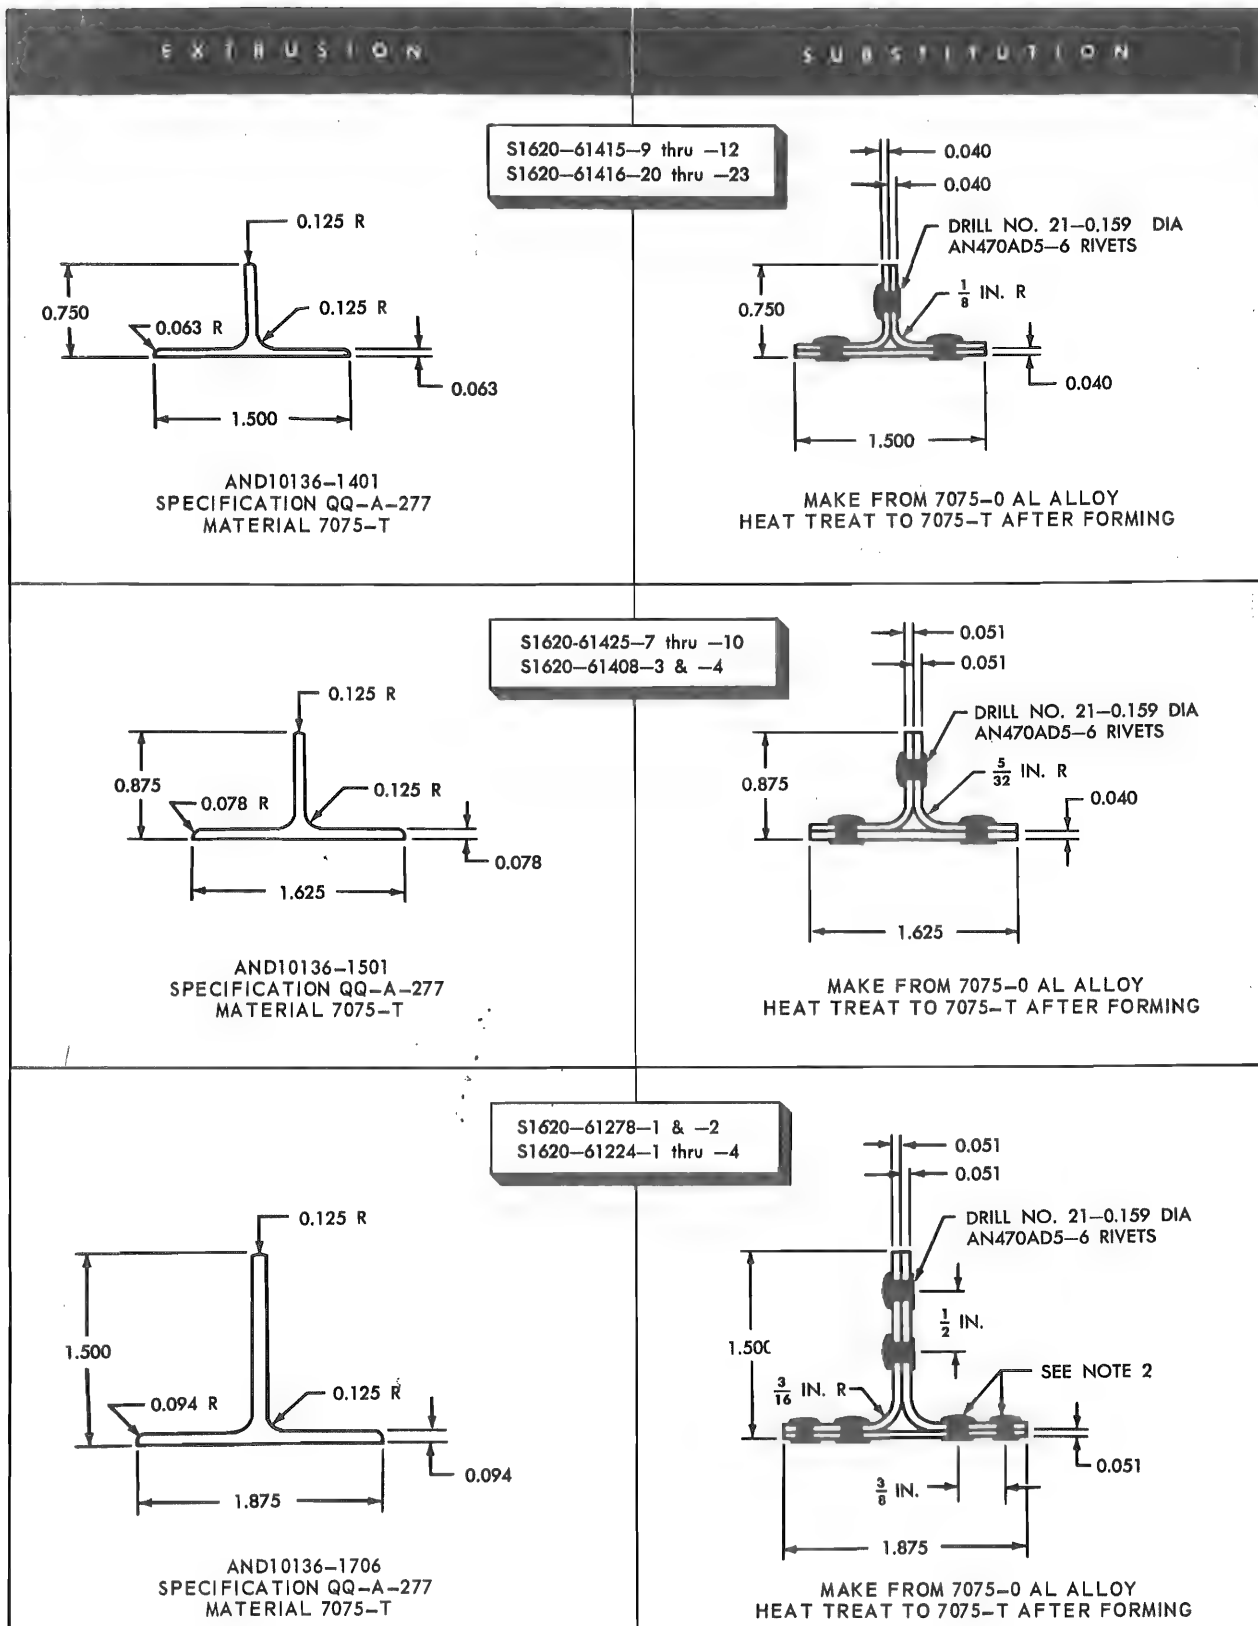 EXTRUSION
SUBSTITUTION
S1620-61415-9 thru -12
S1620-61416-20 thru -23
0.125 R
0.750
0.063 R
0.125 R
0.063
1.500
AND10136-1401
SPECIFICATION QQ-A-277
MATERIAL 7075-T
0.040
0.040
DRILL NO. 21-0.159 DIA
AN470AD5-6 RIVETS
1/8 IN. R
0.750
0.040
1.500
MAKE FROM 7075-0 AL ALLOY
HEAT TREAT TO 7075-T AFTER FORMING
S1620-61425-7 thru -10
S1620-61408-3 & -4
0.125 R
0.875
0.078 R
0.125 R
0.078
1.625
AND10136-1501
SPECIFICATION QQ-A-277
MATERIAL 7075-T
0.051
0.051
DRILL NO. 21-0.159 DIA
AN470AD5-6 RIVETS
5/32 IN. R
0.875
0.040
1.625
MAKE FROM 7075-0 AL ALLOY
HEAT TREAT TO 7075-T AFTER FORMING
S1620-61278-1 & -2
S1620-61224-1 thru -4
0.125 R
1.500
0.094 R
0.125 R
0.094
1.875
AND10136-1706
SPECIFICATION QQ-A-277
MATERIAL 7075-T
0.051
0.051
DRILL NO. 21-0.159 DIA
AN470AD5-6 RIVETS
1/2 IN.
1.500
3/16 IN. R
SEE NOTE 2
0.051
3/8 IN.
1.875
MAKE FROM 7075-0 AL ALLOY
HEAT TREAT TO 7075-T AFTER FORMING